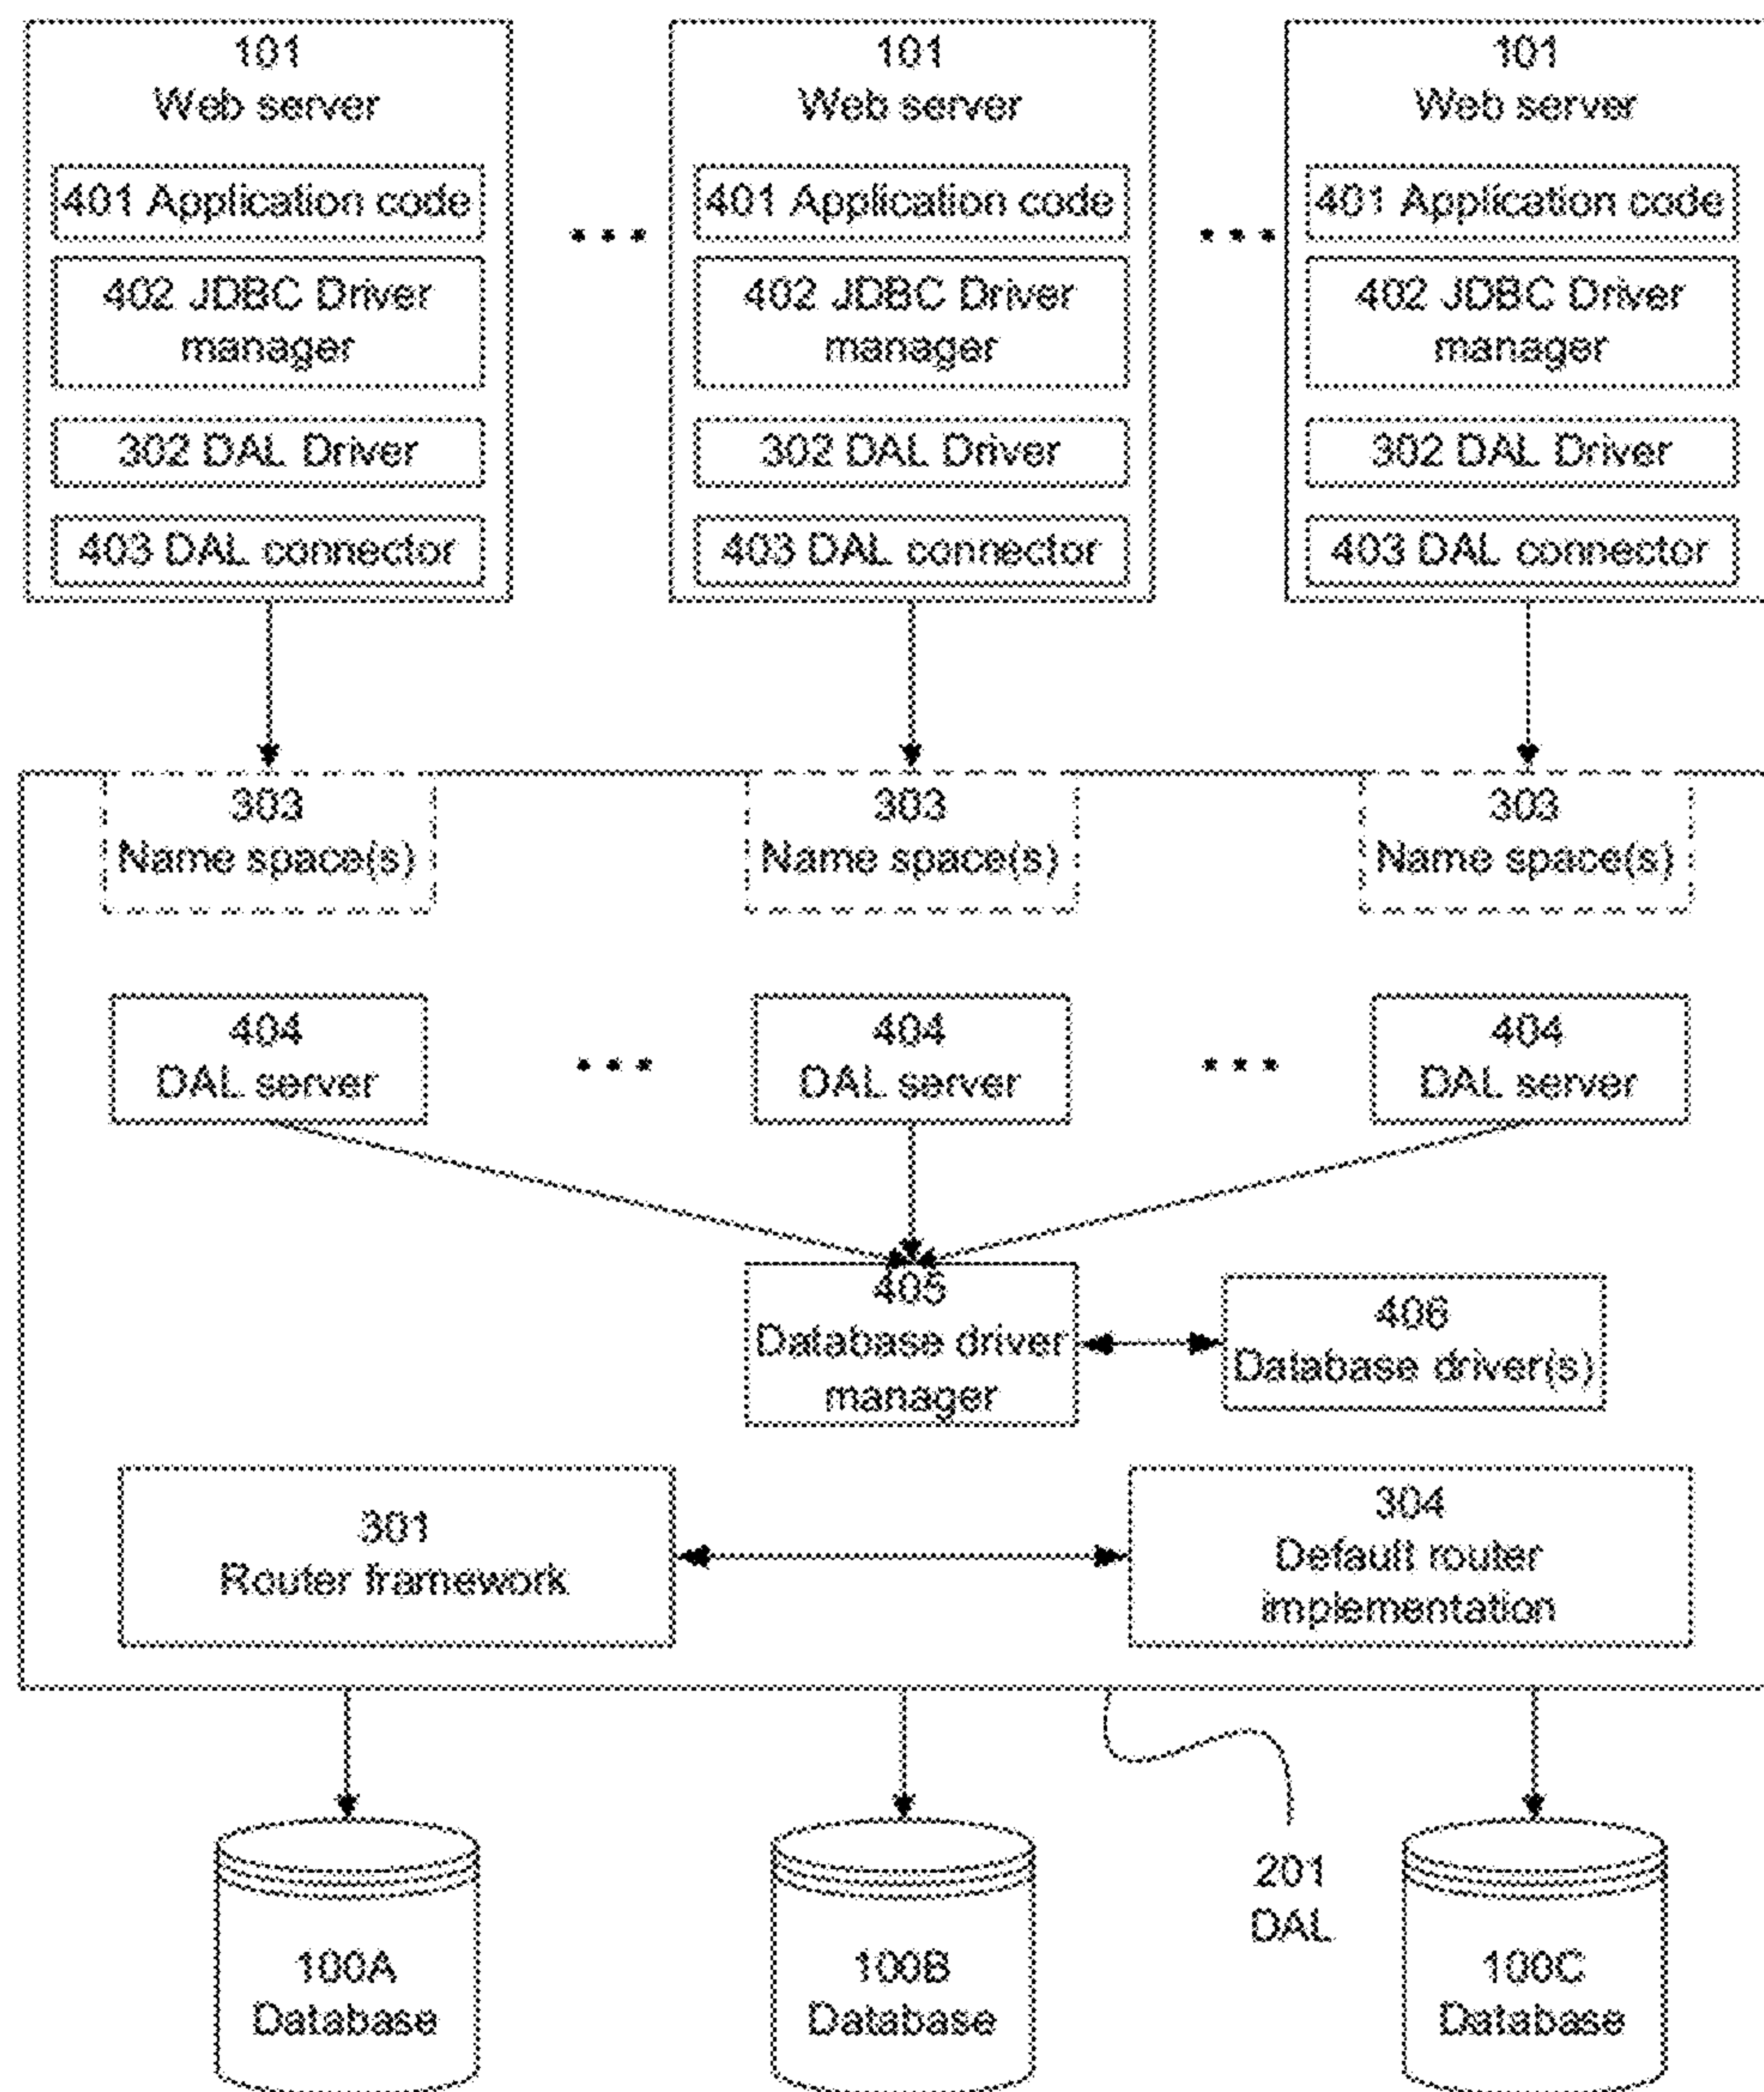 101
Web server
401 Application code
402 JDBC Driver
manager
302 DAL Driver
403 DAL connector
...
101
Web server
401 Application code
402 JDBC Driver
manager
302 DAL Driver
403 DAL connector
...
101
Web server
401 Application code
402 JDBC Driver
manager
302 DAL Driver
403 DAL connector
303
Name space(s)
303
Name space(s)
303
Name space(s)
404
DAL server
...
404
DAL server
...
404
DAL server
405
Database driver
manager
406
Database driver(s)
301
Router framework
304
Default router
implementation
201
DAL
100A
Database
100B
Database
100C
Database